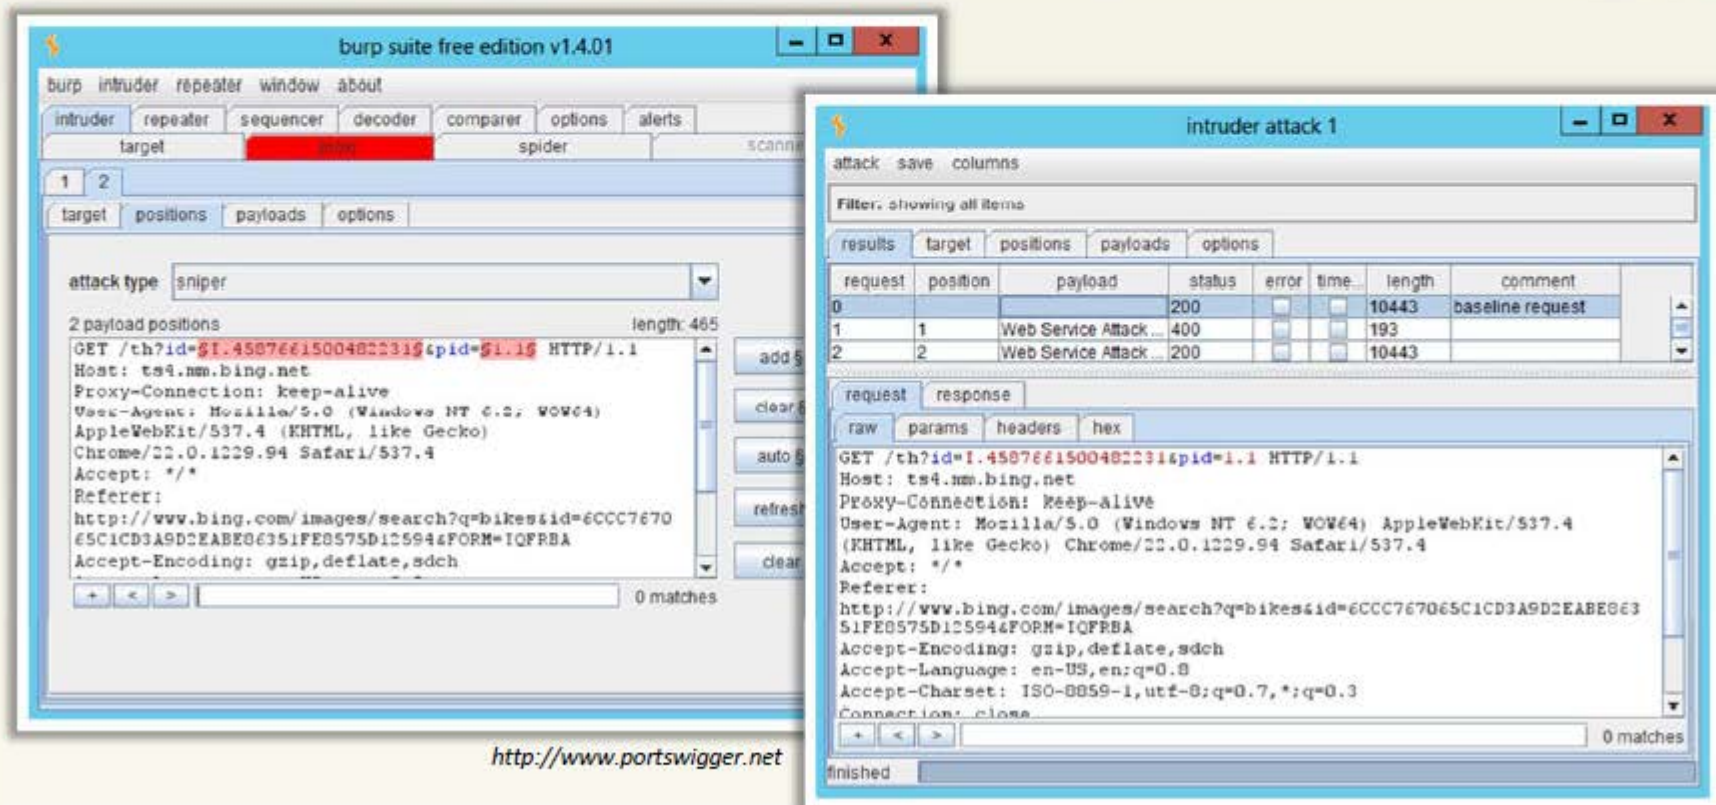 burp suite free edition v1.4.01
burp intruder repeater window about
intruder repeater sequencer decoder comparer options alerts
target spider
1 2
target positions payloads options
attack type sniper
2 payload positions length: 465
GET /th?id=§I.4587661500482231§&pid=§1.1§ HTTP/1.1
Host: ts4.mm.bing.net
Proxy-Connection: keep-alive
User-Agent: Mozilla/5.0 (Windows NT 6.2; WOW64)
AppleWebKit/537.4 (KHTML, like Gecko)
Chrome/22.0.1229.94 Safari/537.4
Accept: */*
Referer:
http://www.bing.com/images/search?q=bikes&id=6CCC7670
65C1CD3A9D2EABE86351FE8575D12594&FORM=IQFRBA
Accept-Encoding: gzip,deflate,sdch
add §
clear §
auto §
refresh
clear
+ < > 0 matches
http://www.portswigger.net
intruder attack 1
attack save columns
Filter: showing all items
results target positions payloads options
request position payload status error time... length comment
0 200 10443 baseline request
1 1 Web Service Attack ... 400 193
2 2 Web Service Attack ... 200 10443
request response
raw params headers hex
GET /th?id=I.4587661500482231&pid=1.1 HTTP/1.1
Host: ts4.mm.bing.net
Proxy-Connection: keep-alive
User-Agent: Mozilla/5.0 (Windows NT 6.2; WOW64) AppleWebKit/537.4
(KHTML, like Gecko) Chrome/22.0.1229.94 Safari/537.4
Accept: */*
Referer:
http://www.bing.com/images/search?q=bikes&id=6CCC767065C1CD3A9D2EABE863
51FE8575D12594&FORM=IQFRBA
Accept-Encoding: gzip,deflate,sdch
Accept-Language: en-US,en;q=0.8
Accept-Charset: ISO-8859-1,utf-8;q=0.7,*;q=0.3
Connection: close
+ < > 0 matches
finished